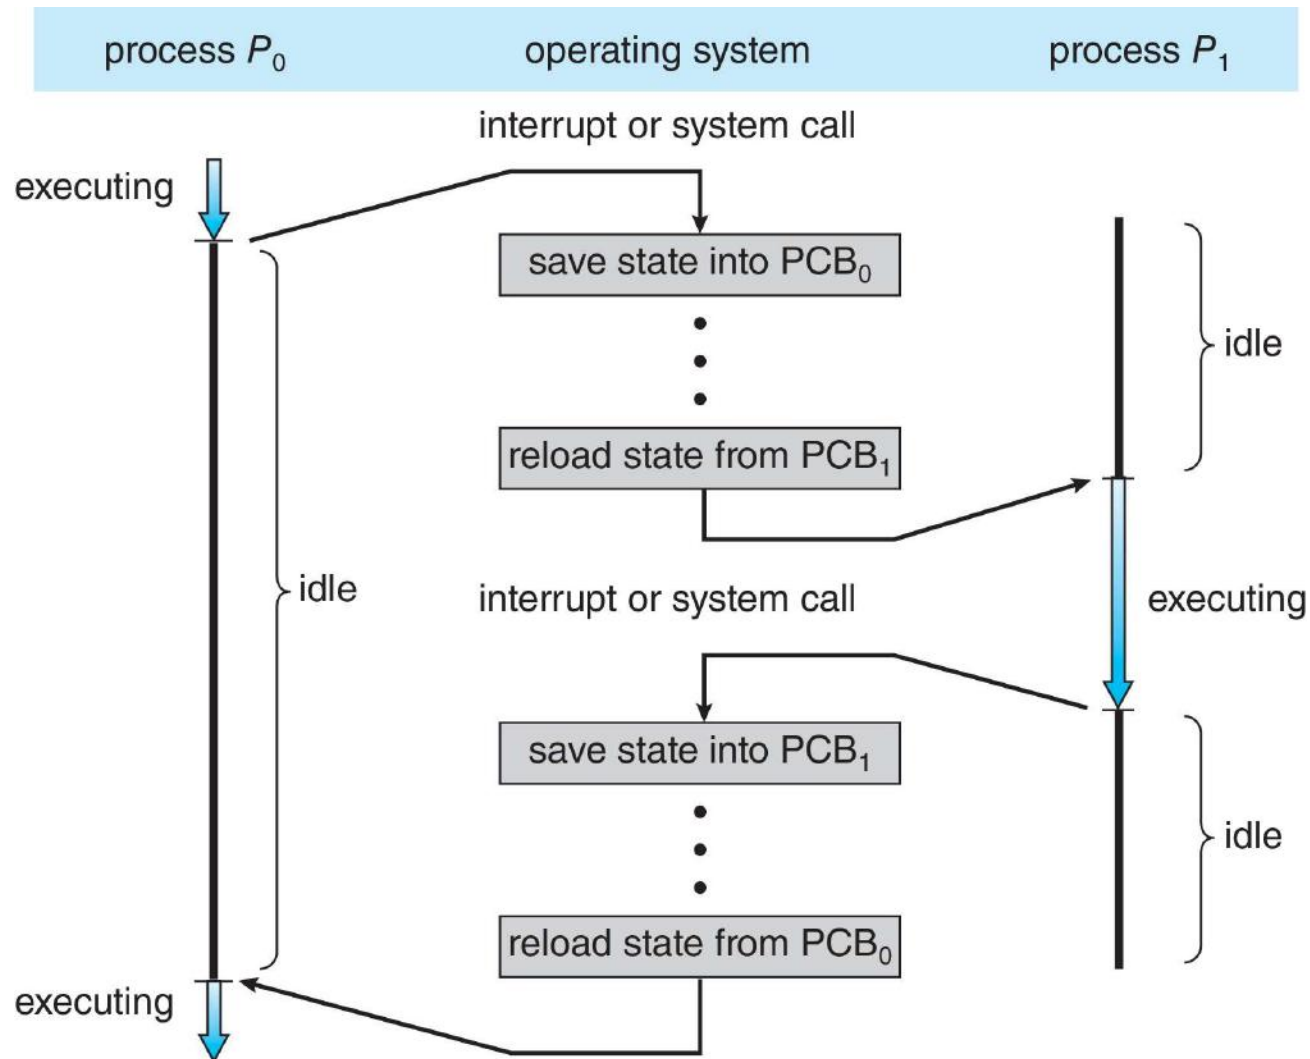 process P₀
operating system
process P₁
interrupt or system call
executing
save state into PCB₀
idle
reload state from PCB₁
idle
interrupt or system call
executing
save state into PCB₁
idle
reload state from PCB₀
executing